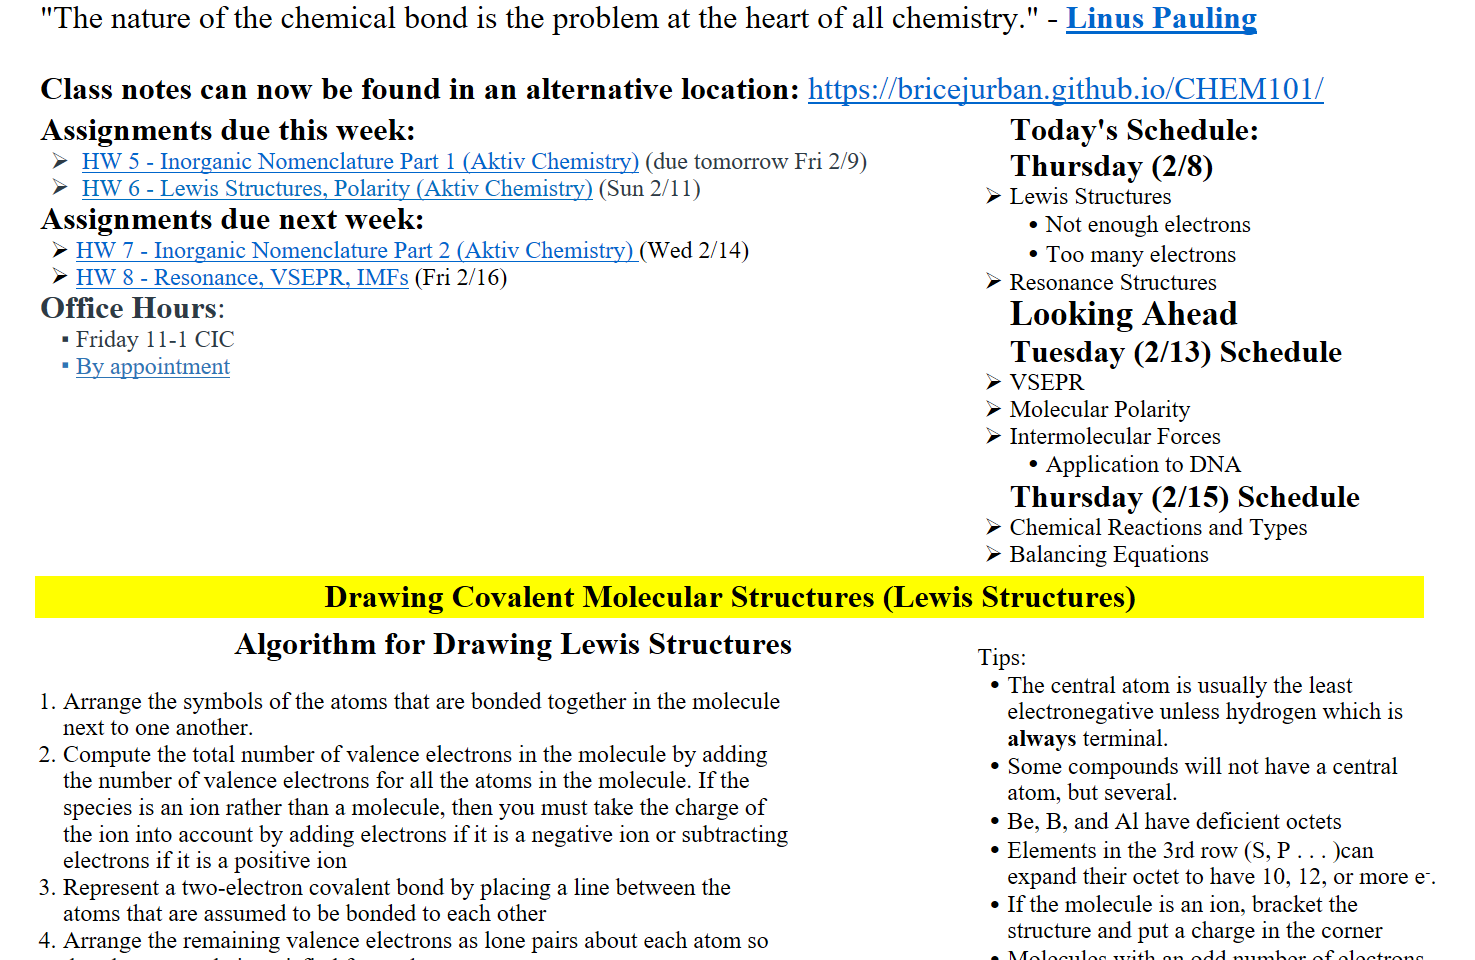 "The nature of the chemical bond is the problem at the heart of all chemistry." - Linus Pauling
Class notes can now be found in an alternative location: https://bricejurban.github.io/CHEM101/
Assignments due this week:
➢ HW 5 - Inorganic Nomenclature Part 1 (Aktiv Chemistry) (due tomorrow Fri 2/9)
➢ HW 6 - Lewis Structures, Polarity (Aktiv Chemistry) (Sun 2/11)
Assignments due next week:
➢ HW 7 - Inorganic Nomenclature Part 2 (Aktiv Chemistry) (Wed 2/14)
➢ HW 8 - Resonance, VSEPR, IMFs (Fri 2/16)
Office Hours:
▪ Friday 11-1 CIC
▪ By appointment
Today's Schedule:
Thursday (2/8)
➢ Lewis Structures
• Not enough electrons
• Too many electrons
➢ Resonance Structures
Looking Ahead
Tuesday (2/13) Schedule
➢ VSEPR
➢ Molecular Polarity
➢ Intermolecular Forces
• Application to DNA
Thursday (2/15) Schedule
➢ Chemical Reactions and Types
➢ Balancing Equations
Drawing Covalent Molecular Structures (Lewis Structures)
Algorithm for Drawing Lewis Structures
1. Arrange the symbols of the atoms that are bonded together in the molecule
next to one another.
2. Compute the total number of valence electrons in the molecule by adding
the number of valence electrons for all the atoms in the molecule. If the
species is an ion rather than a molecule, then you must take the charge of
the ion into account by adding electrons if it is a negative ion or subtracting
electrons if it is a positive ion
3. Represent a two-electron covalent bond by placing a line between the
atoms that are assumed to be bonded to each other
4. Arrange the remaining valence electrons as lone pairs about each atom so
Tips:
• The central atom is usually the least
electronegative unless hydrogen which is
always terminal.
• Some compounds will not have a central
atom, but several.
• Be, B, and Al have deficient octets
• Elements in the 3rd row (S, P . . . )can
expand their octet to have 10, 12, or more e-.
• If the molecule is an ion, bracket the
structure and put a charge in the corner
• Molecules with an odd number of electrons